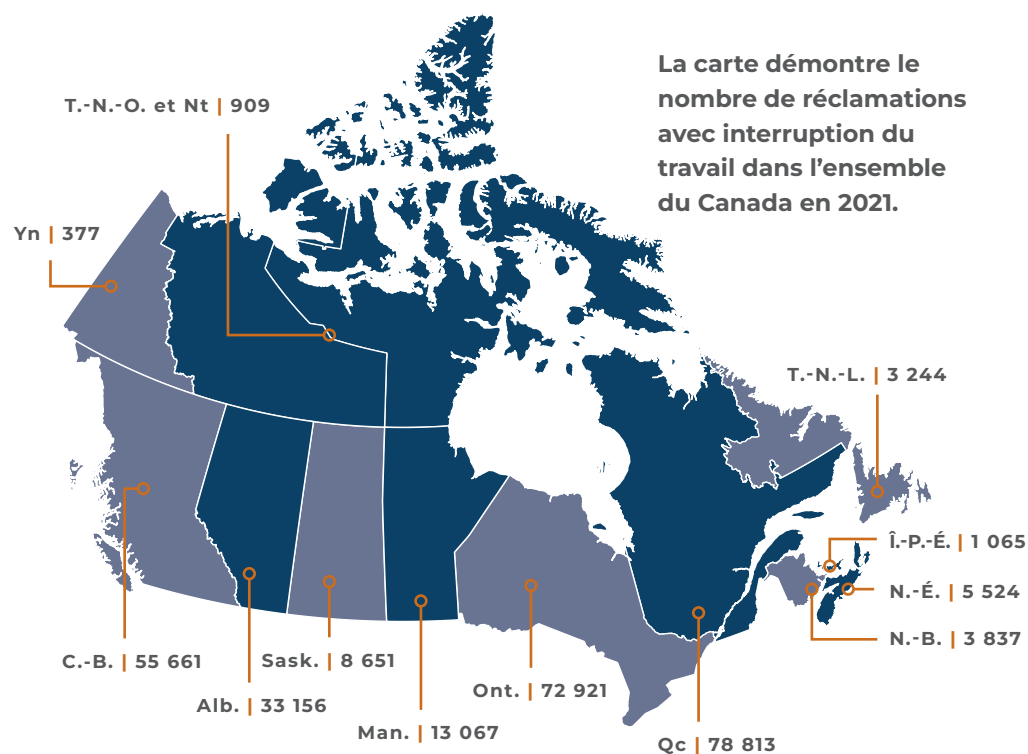 La carte démontre le
nombre de réclamations
avec interruption du
travail dans l’ensemble
du Canada en 2021.
T.-N.-O. et Nt | 909
Yn | 377
T.-N.-L. | 3 244
Î.-P.-É. | 1 065
N.-É. | 5 524
N.-B. | 3 837
C.-B. | 55 661
Sask. | 8 651
Alb. | 33 156
Ont. | 72 921
Man. | 13 067
Qc | 78 813